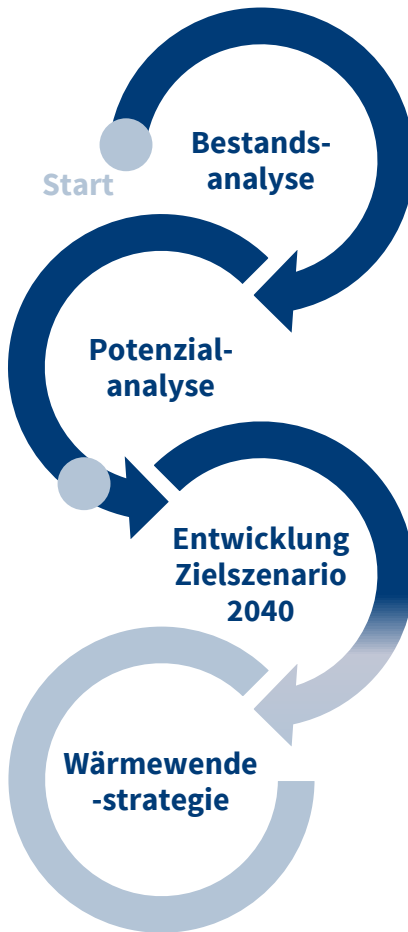 Bestands-
analyse
Start
Potenzial-
analyse
Entwicklung
Zielszenario
2040
Wärmewende
-strategie